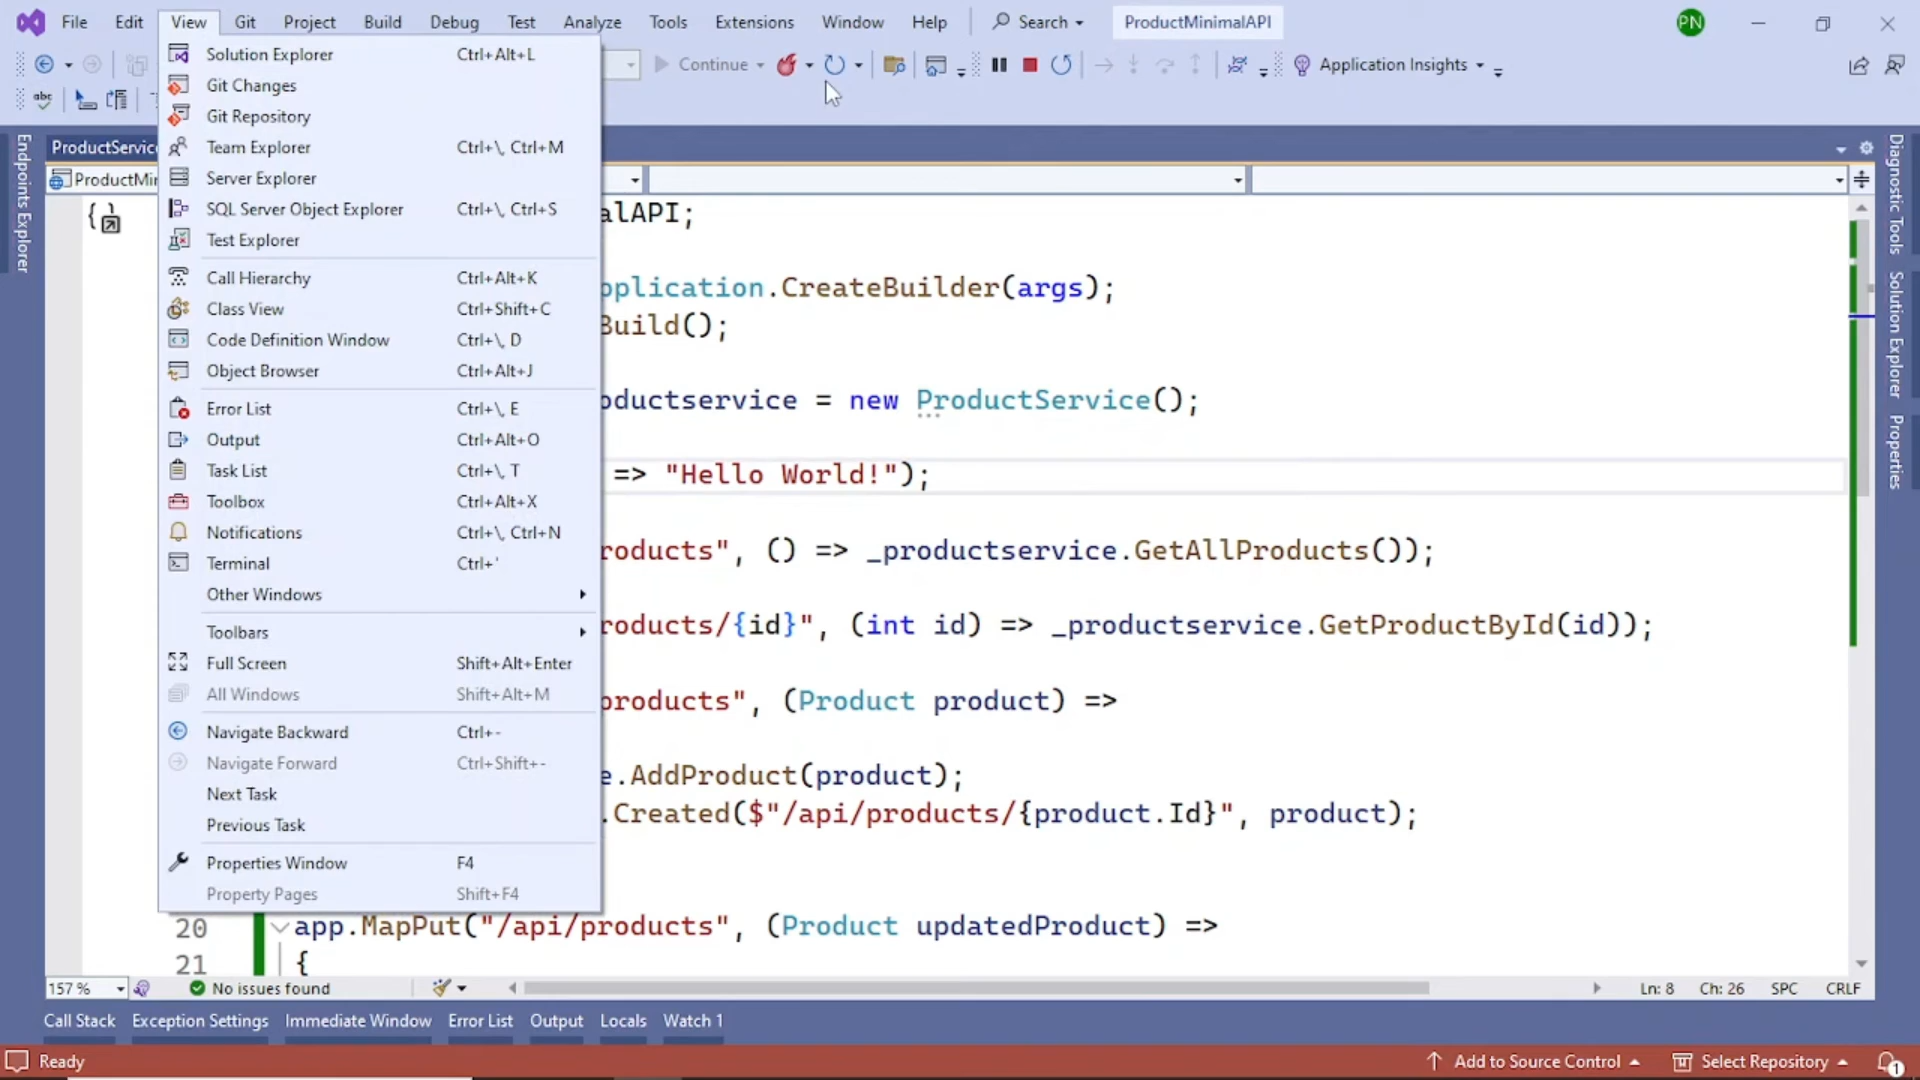 File Edit View Git Project Build Debug Test Analyze Tools Extensions Window Help Search ProductMinimalAPI PN
Continue Application Insights
abc
Endpoints Explorer
Diagnostic Tools
Solution Explorer
Properties
ProductServic
ProductMi
Solution Explorer Ctrl+Alt+L
Git Changes
Git Repository
Team Explorer Ctrl+\, Ctrl+M
Server Explorer
SQL Server Object Explorer Ctrl+\, Ctrl+S
Test Explorer
Call Hierarchy Ctrl+Alt+K
Class View Ctrl+Shift+C
Code Definition Window Ctrl+\, D
Object Browser Ctrl+Alt+J
Error List Ctrl+\, E
Output Ctrl+Alt+O
Task List Ctrl+\, T
Toolbox Ctrl+Alt+X
Notifications Ctrl+\, Ctrl+N
Terminal Ctrl+'
Other Windows
Toolbars
Full Screen Shift+Alt+Enter
All Windows Shift+Alt+M
Navigate Backward Ctrl+-
Navigate Forward Ctrl+Shift+-
Next Task
Previous Task
Properties Window F4
Property Pages Shift+F4
alAPI;
pplication.CreateBuilder(args);
Build();
oductservice = new ProductService();
=> "Hello World!");
roducts", () => _productservice.GetAllProducts());
roducts/{id}", (int id) => _productservice.GetProductById(id));
products", (Product product) =>
e.AddProduct(product);
.Created($"/api/products/{product.Id}", product);
20 app.MapPut("/api/products", (Product updatedProduct) =>
21 {
157 % No issues found Ln: 8 Ch: 26 SPC CRLF
Call Stack Exception Settings Immediate Window Error List Output Locals Watch 1
Ready Add to Source Control Select Repository 1